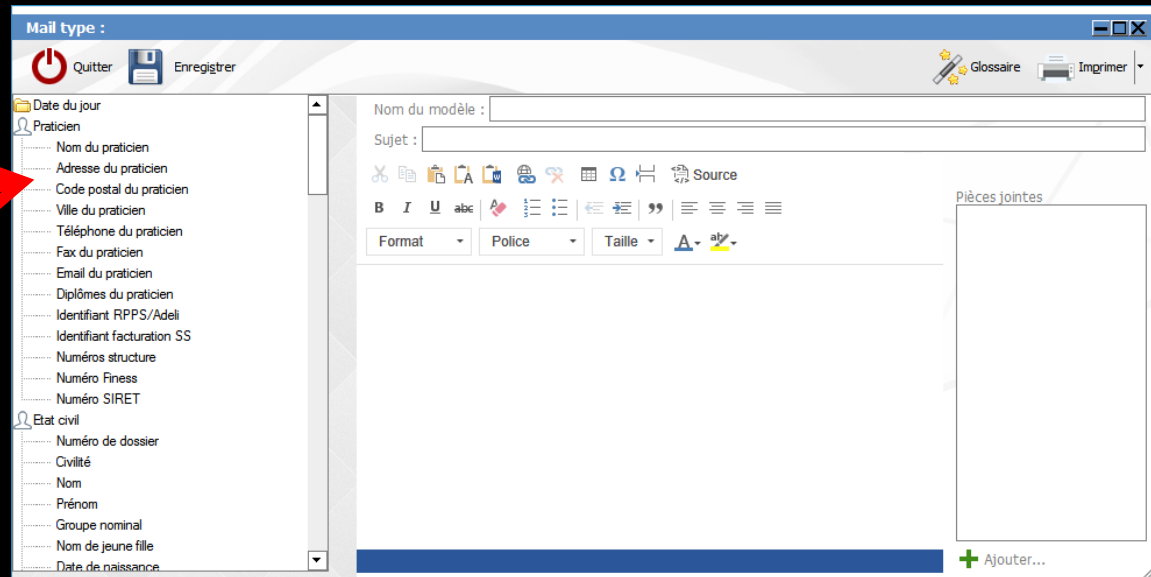 Mail type :
Quitter
Enregistrer
Glossaire
Imprimer
Date du jour
Praticien
Nom du praticien
Adresse du praticien
Code postal du praticien
Ville du praticien
Téléphone du praticien
Fax du praticien
Email du praticien
Diplômes du praticien
Identifiant RPPS/Adeli
Identifiant facturation SS
Numéros structure
Numéro Finess
Numéro SIRET
Etat civil
Numéro de dossier
Civilité
Nom
Prénom
Groupe nominal
Nom de jeune fille
Date de naissance
Nom du modèle :
Sujet :
Source
B I U abc
Format Police Taille A ab
Pièces jointes
Ajouter...